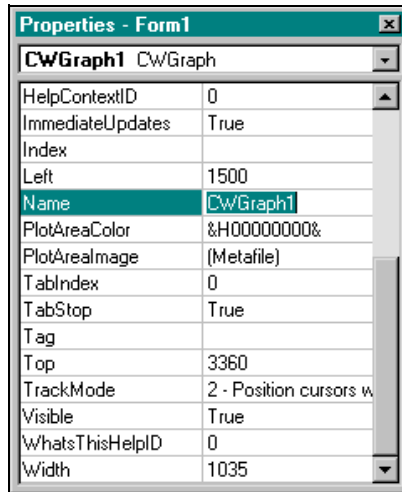 Properties - Form1
CWGraph1 CWGraph
HelpContextID 0
ImmediateUpdates True
Index
Left 1500
Name CWGraph1
PlotAreaColor &H00000000&
PlotAreaImage (Metafile)
TabIndex 0
TabStop True
Tag
Top 3360
TrackMode 2 - Position cursors w
Visible True
WhatsThisHelpID 0
Width 1035